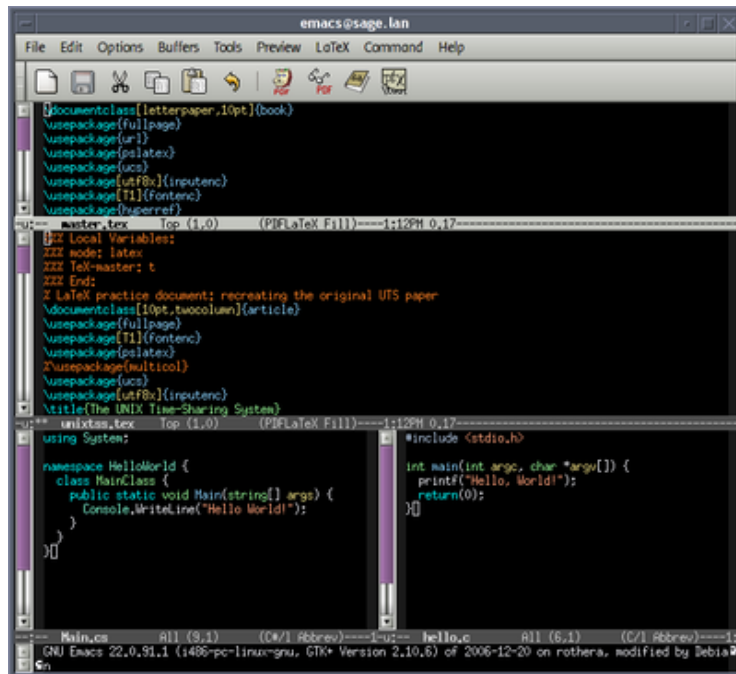 emacs@sage.lan
File Edit Options Buffers Tools Preview LaTeX Command Help
PDF PDF TEX
\documentclass[letterpaper,10pt]{book}
\usepackage{fullpage}
\usepackage{url}
\usepackage{pslatex}
\usepackage{ucs}
\usepackage[utf8x]{inputenc}
\usepackage[T1]{fontenc}
\usepackage{hyperref}
-u:-- master.tex Top (1,0) (PDFLaTeX Fill)----1:12PM 0.17
%%% Local Variables:
%%% mode: latex
%%% TeX-master: t
%%% End:
% LaTeX practice document: recreating the original UTS paper
\documentclass[10pt,twocolumn]{article}
\usepackage{fullpage}
\usepackage[T1]{fontenc}
\usepackage{pslatex}
%\usepackage{multicol}
\usepackage{ucs}
\usepackage[utf8x]{inputenc}
\title{The UNIX Time-Sharing System}
-u:** unixtss.tex Top (1,0) (PDFLaTeX Fill)----1:12PM 0.17
using System;
namespace HelloWorld {
class MainClass {
public static void Main(string[] args) {
Console.WriteLine("Hello World!");
}
}
}
--:-- Main.cs All (9,1) (C#/l Abbrev)----1
#include <stdio.h>
int main(int argc, char *argv[]) {
printf("Hello, World!");
return(0);
}
-u:-- hello.c All (6,1) (C/l Abbrev)----1:
GNU Emacs 22.0.91.1 (i486-pc-linux-gnu, GTK+ Version 2.10.6) of 2006-12-20 on rothera, modified by Debia
n